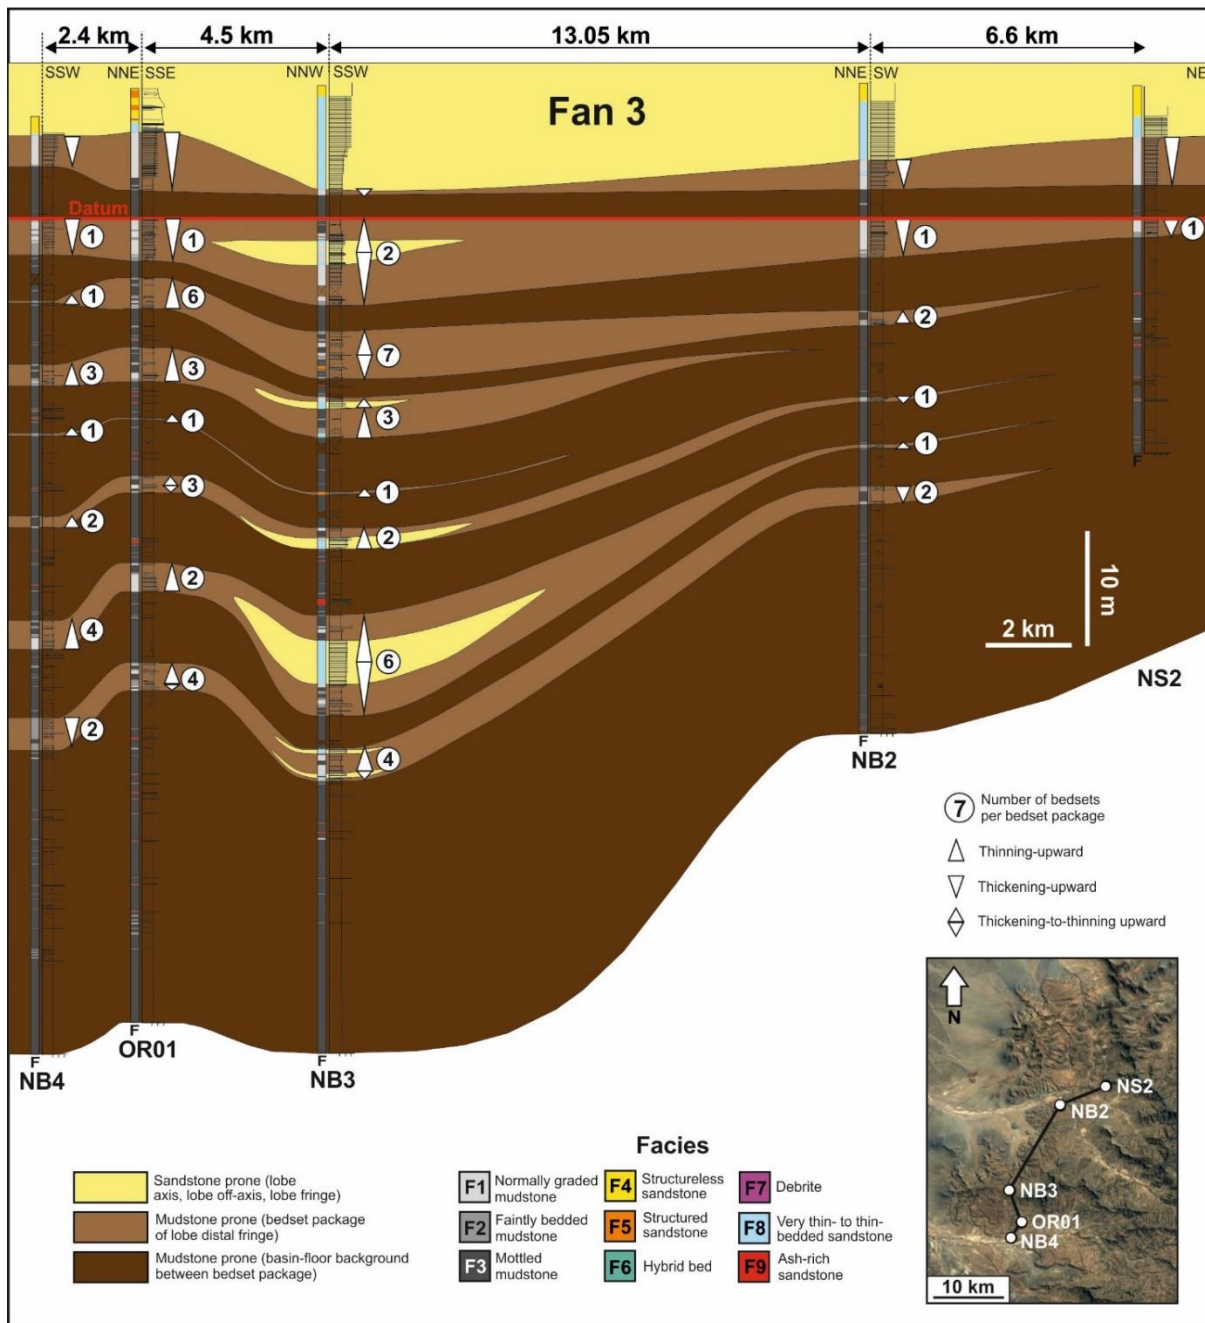 2.4 km
4.5 km
13.05 km
6.6 km
SSW
NNE
SSE
NNW
SSW
NNE
SW
NE
Fan 3
Datum
1
1
2
1
1
1
6
2
7
3
3
3
1
1
1
1
1
2
3
2
2
2
4
6
4
2
4
10 m
2 km
F
F
F
F
F
NS2
NB2
OR01
NB4
NB3
7 Number of bedsets
per bedset package
Thinning-upward
Thickening-upward
Thickening-to-thinning upward
N
NS2
NB2
NB3
OR01
NB4
10 km
Sandstone prone (lobe
axis, lobe off-axis, lobe fringe)
Mudstone prone (bedset package
of lobe distal fringe)
Mudstone prone (basin-floor background
between bedset package)
Facies
F1 Normally graded
mudstone
F4 Structureless
sandstone
F7 Debrite
F2 Faintly bedded
mudstone
F5 Structured
sandstone
F8 Very thin- to thin-
bedded sandstone
F3 Mottled
mudstone
F6 Hybrid bed
F9 Ash-rich
sandstone